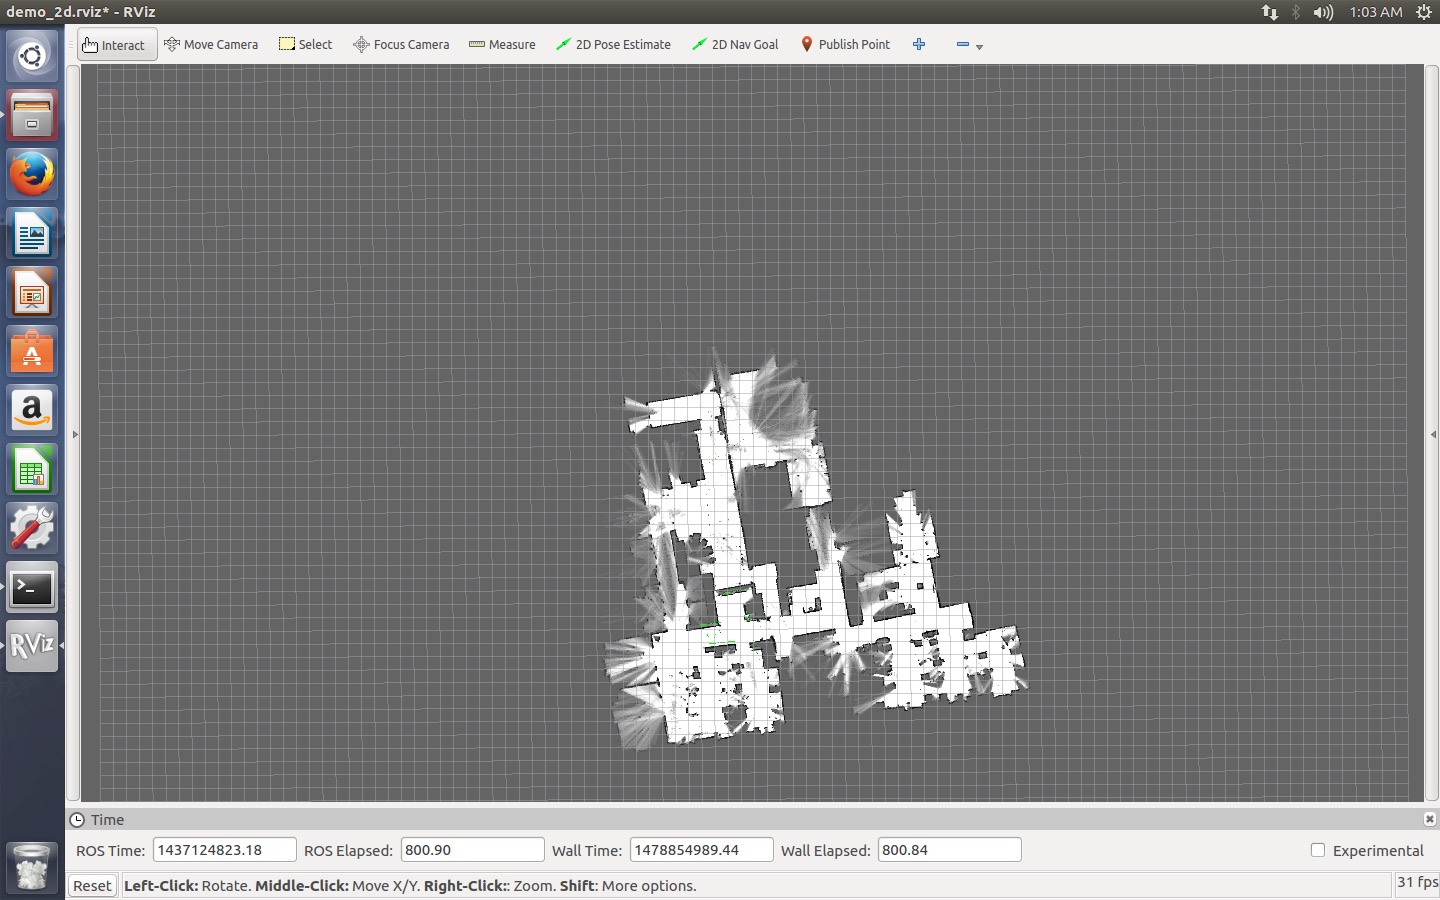 demo_2d.rviz* - RViz
1:03 AM
Interact Move Camera Select Focus Camera Measure 2D Pose Estimate 2D Nav Goal Publish Point
a
RViz
Time
ROS Time: 1437124823.18 ROS Elapsed: 800.90 Wall Time: 1478854989.44 Wall Elapsed: 800.84 Experimental
Reset Left-Click: Rotate. Middle-Click: Move X/Y. Right-Click:: Zoom. Shift: More options. 31 fps